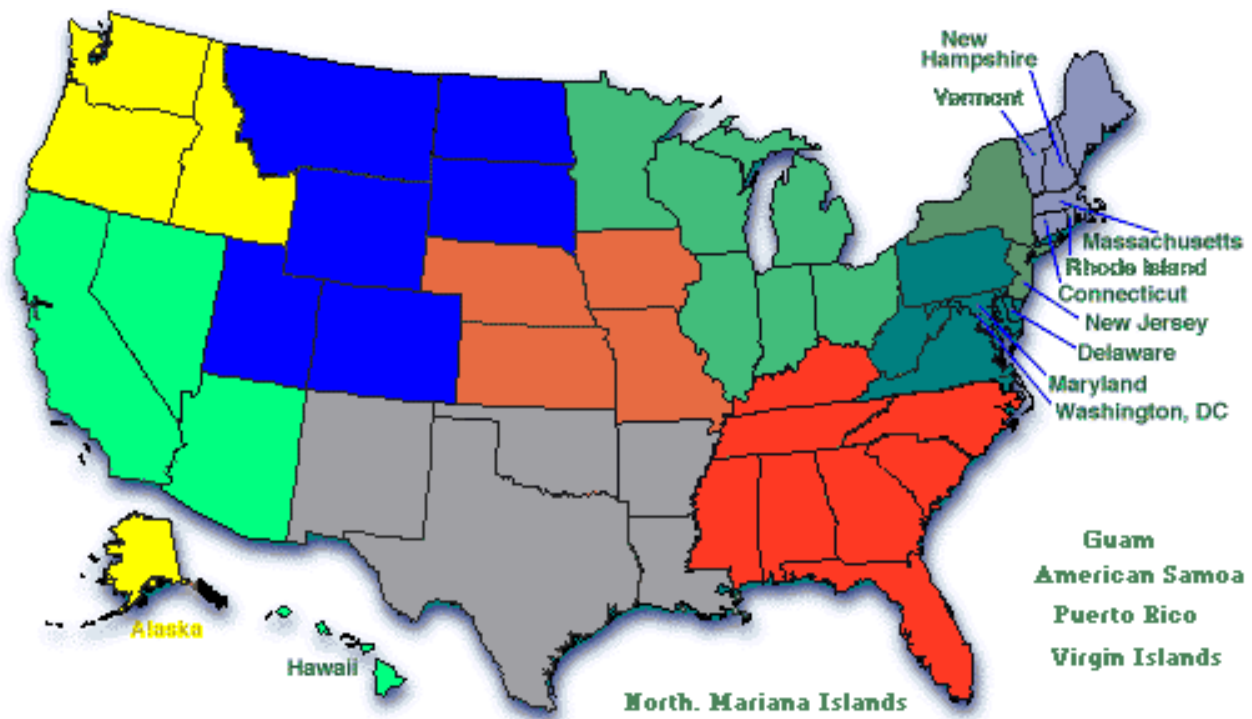 New
Hampshire
Vermont
Massachusetts
Rhode Island
Connecticut
New Jersey
Delaware
Maryland
Washington, DC
Guam
American Samoa
Puerto Rico
Virgin Islands
Alaska
Hawaii
North. Mariana Islands